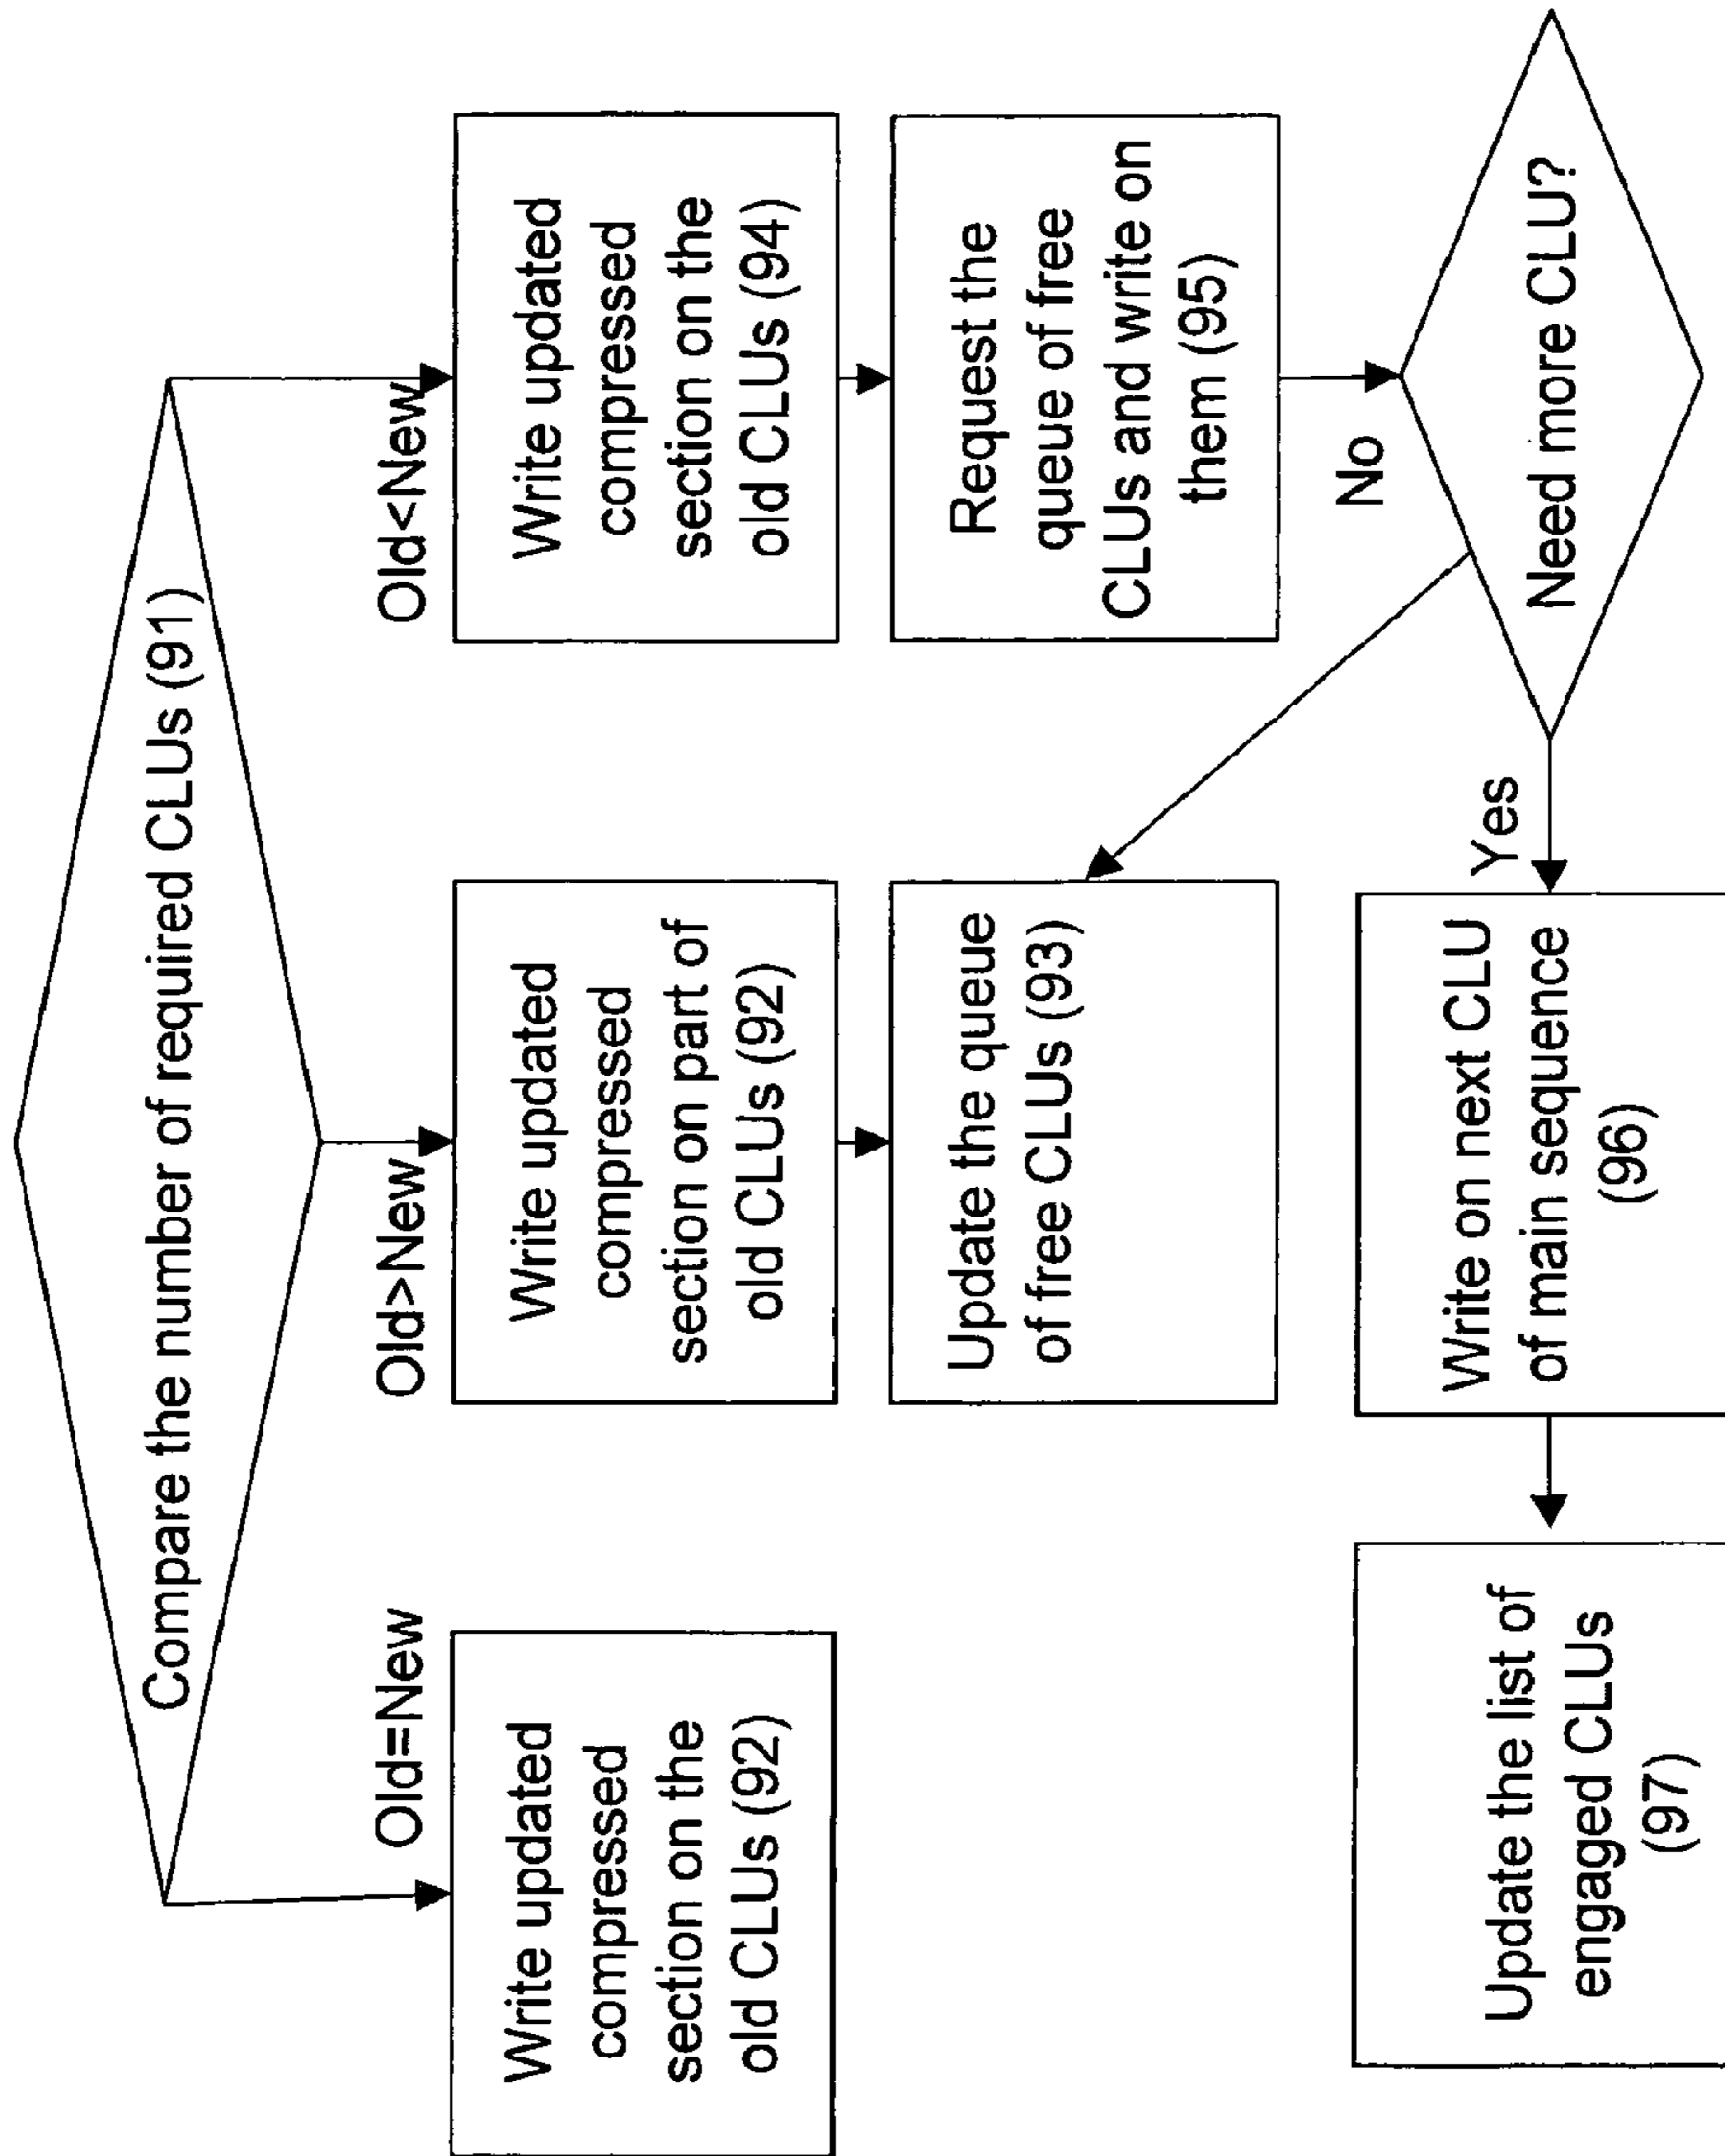 Compare the number of required CLUs (91)
Old=New
Old>New
Old<New
Write updated
compressed
section on the
old CLUs (92)
Write updated
compressed
section on part of
old CLUs (92)
Write updated
compressed
section on the
old CLUs (94)
Update the queue
of free CLUs (93)
Request the
queue of free
CLUs and write on
them (95)
No
Yes
Need more CLU?
Write on next CLU
of main sequence
(96)
Update the list of
engaged CLUs
(97)